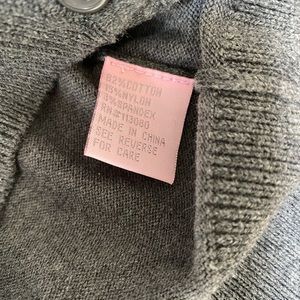 82%COTTON
15%NYLON
3%SPANDEX
RN#113080
MADE IN CHINA
SEE REVERSE
FOR CARE